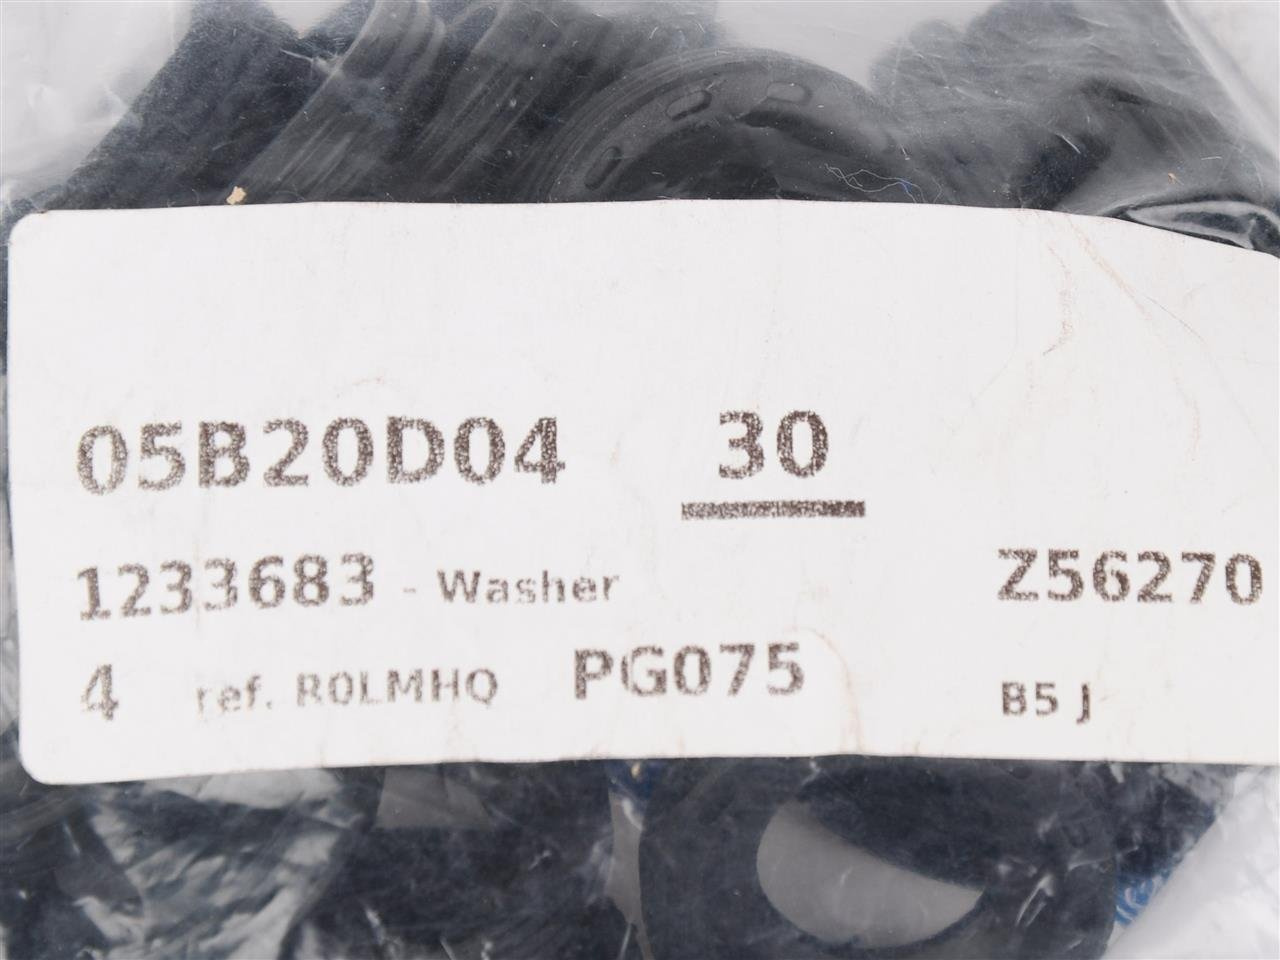 05B20D04 30
1233683 - Washer Z56270
4 ref. R0LMHQ PG075 B5 J